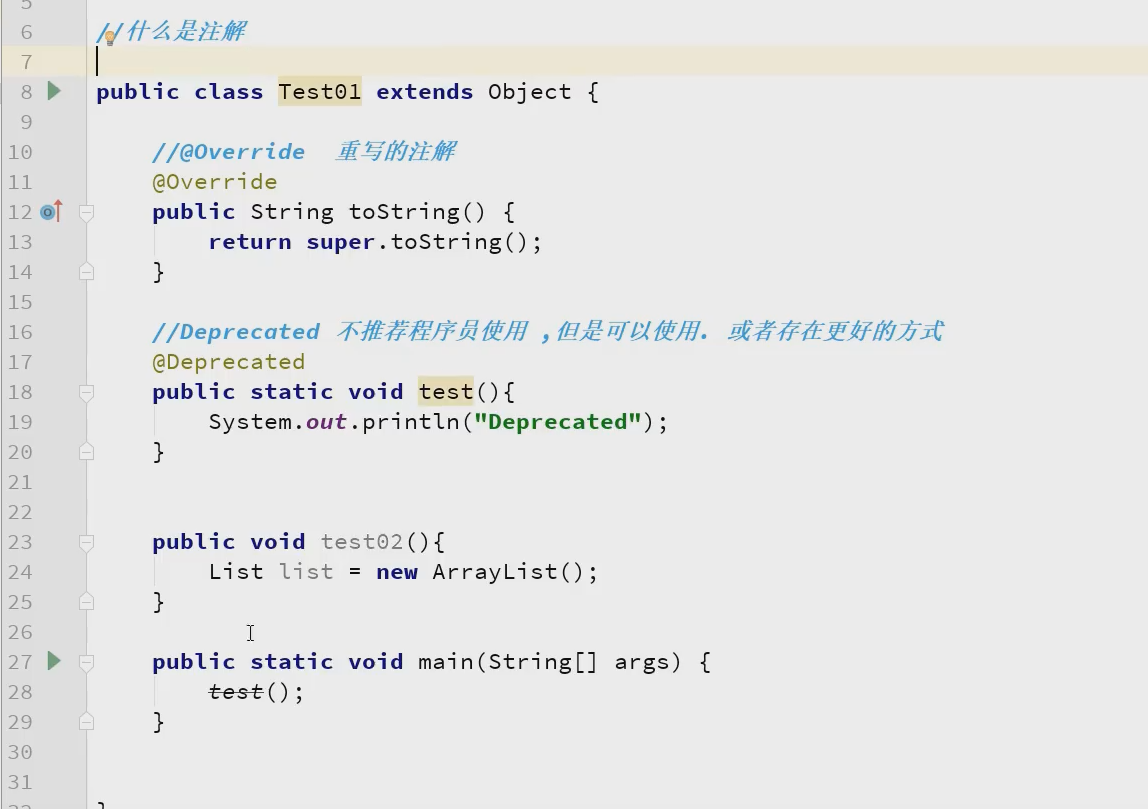 5
6 //什么是注解
7
8 public class Test01 extends Object {
9
10 //@Override 重写的注解
11 @Override
12 public String toString() {
13 return super.toString();
14 }
15
16 //Deprecated 不推荐程序员使用 ,但是可以使用. 或者存在更好的方式
17 @Deprecated
18 public static void test(){
19 System.out.println("Deprecated");
20 }
21
22
23 public void test02(){
24 List list = new ArrayList();
25 }
26
27 public static void main(String[] args) {
28 test();
29 }
30
31